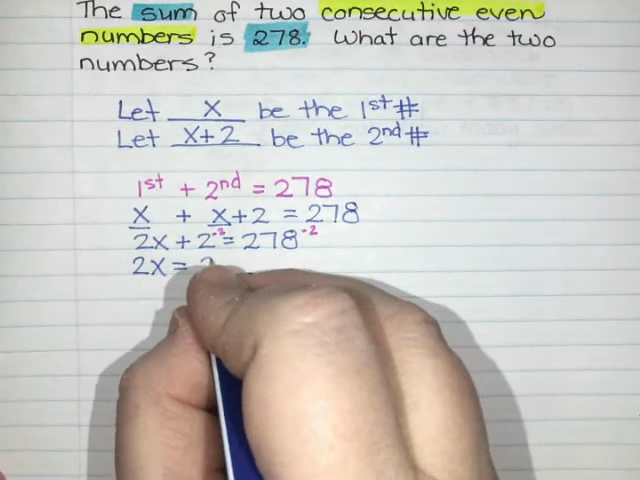 The sum of two consecutive even
numbers is 278. What are the two
numbers?
Let x be the 1st #
Let x+2 be the 2nd #
1st + 2nd = 278
x + x+2 = 278
2x + 2 -2 = 278 -2
2x = 2